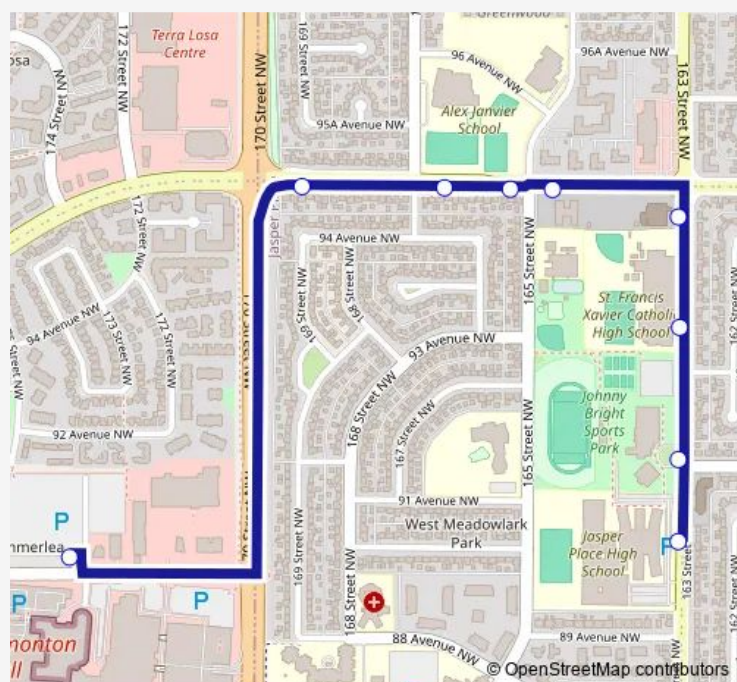 Greenwood
172 Street NW
Terra Losa
Centre
osa
174 Street NW
170 Street NW
169 Street NW
96 Avenue NW
96A Avenue NW
163 Street NW
Alex Janvier
School
95A Avenue NW
172 Street NW
Jasper P
94 Avenue NW
165 Street NW
94 Avenue NW
173 Street NW
172 Street NW
s Street NW
169 Street NW
168 Street NW
93 Avenue NW
St. Francis
Xavier Catholi
High School
162 Street
92 Avenue NW
168 Street NW
167 Street NW
165 Street NW
Johnny
Bright
Sports
Park
P
91 Avenue NW
West Meadowlark
Park
mmerlea
169 Street NW
168 Street NW
Jasper
Place High
School
P
163 Street
162 Street
P
P
monton
ll
88 Avenue NW
89 Avenue NW
© OpenStreetMap contributors